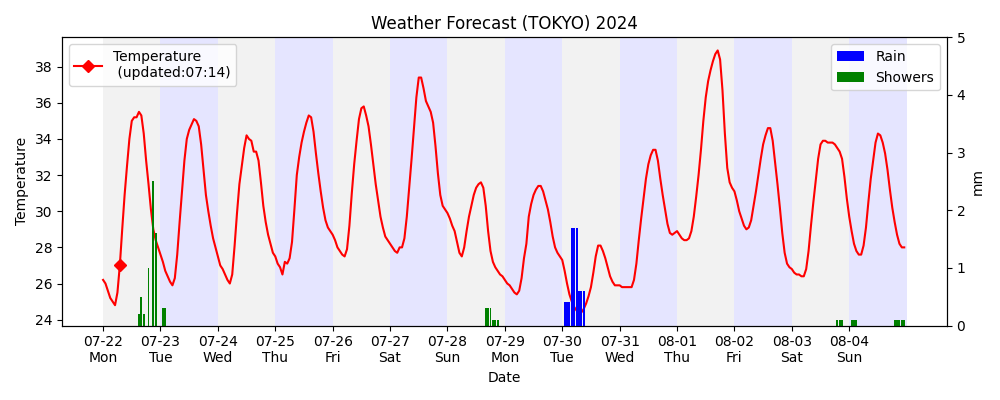 Weather Forecast (TOKYO) 2024
Temperature
(updated:07:14)
Rain
Showers
Temperature
38
36
34
32
30
28
26
24
5
4
3
2
1
0
mm
07-22 07-23 07-24 07-25 07-26 07-27 07-28 07-29 07-30 07-31 08-01 08-02 08-03 08-04
Mon Tue Wed Thu Fri Sat Sun Mon Tue Wed Thu Fri Sat Sun
Date